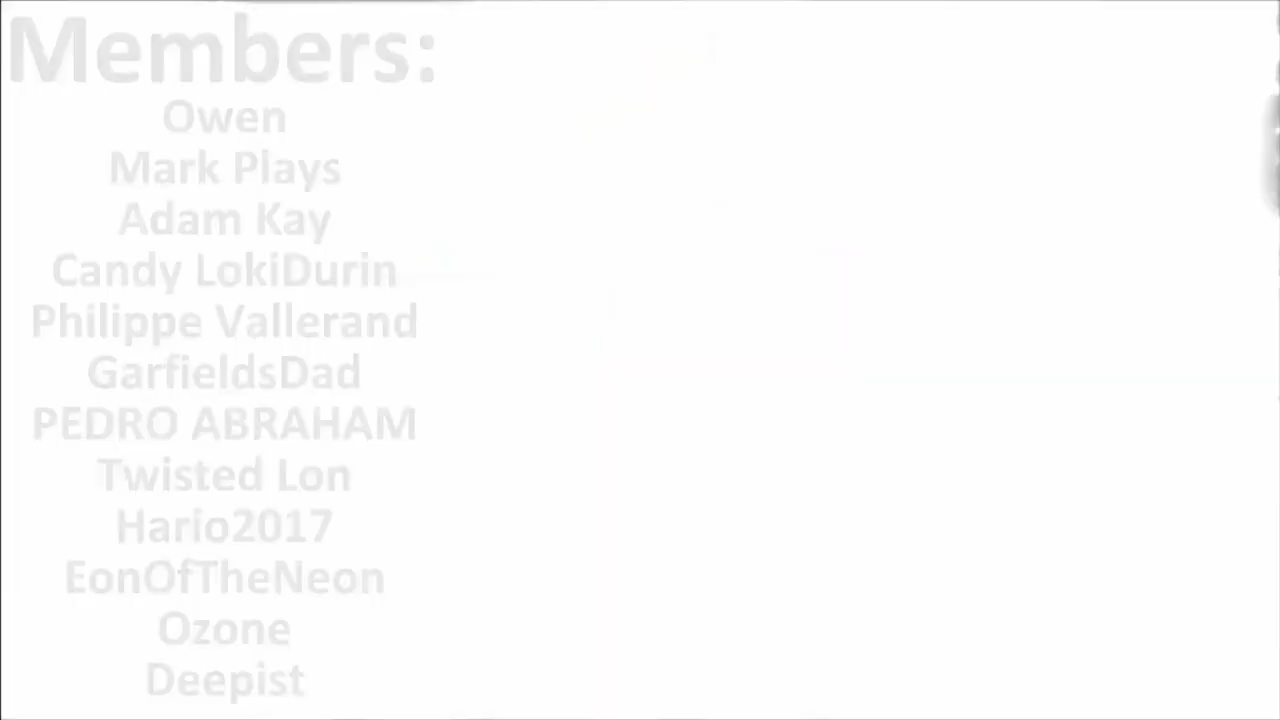 Members:
Owen
Mark Plays
Adam Kay
Candy LokiDurin
Philippe Vallerand
GarfieldsDad
PEDRO ABRAHAM
Twisted Lon
Hario2017
EonOfTheNeon
Ozone
Deepist